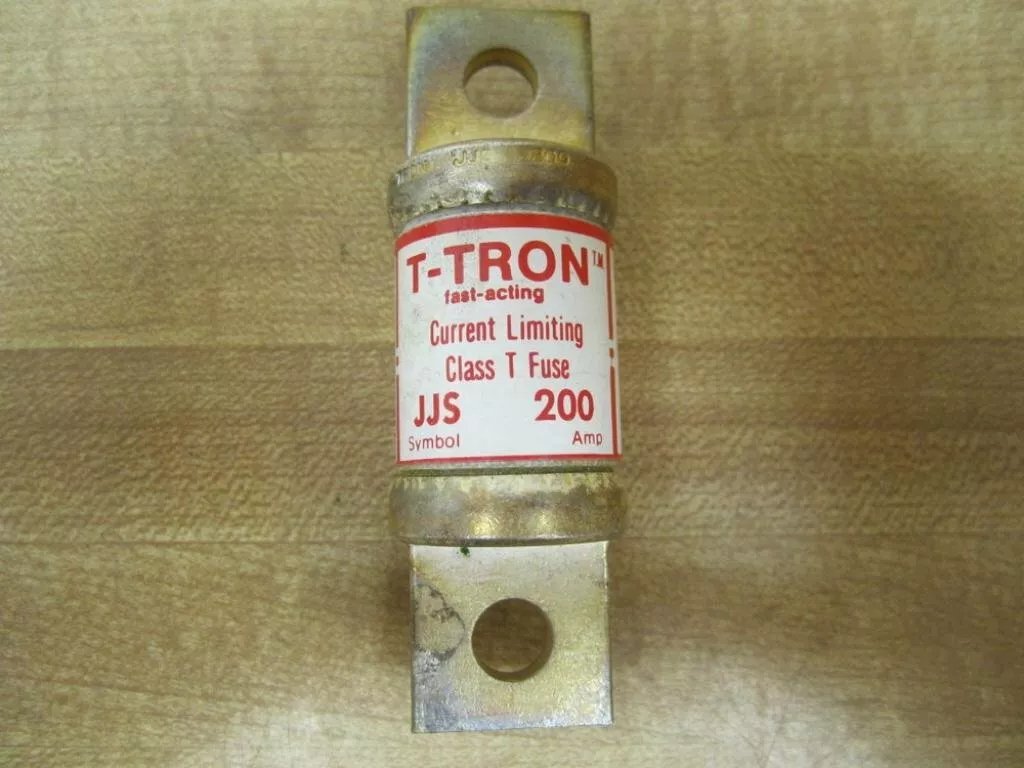 T-TRON™
fast-acting
Current Limiting
Class T Fuse
JJS 200
Symbol Amp